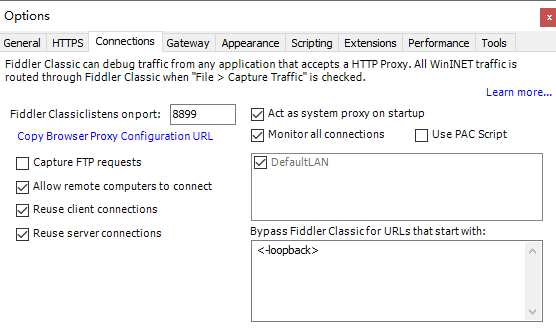 Options
x
General HTTPS Connections Gateway Appearance Scripting Extensions Performance Tools
Fiddler Classic can debug traffic from any application that accepts a HTTP Proxy. All WinINET traffic is
routed through Fiddler Classic when "File > Capture Traffic" is checked.
Learn more...
Fiddler Classic listens on port: 8899
Copy Browser Proxy Configuration URL
Capture FTP requests
Allow remote computers to connect
Reuse client connections
Reuse server connections
Act as system proxy on startup
Monitor all connections Use PAC Script
DefaultLAN
Bypass Fiddler Classic for URLs that start with:
<-loopback>